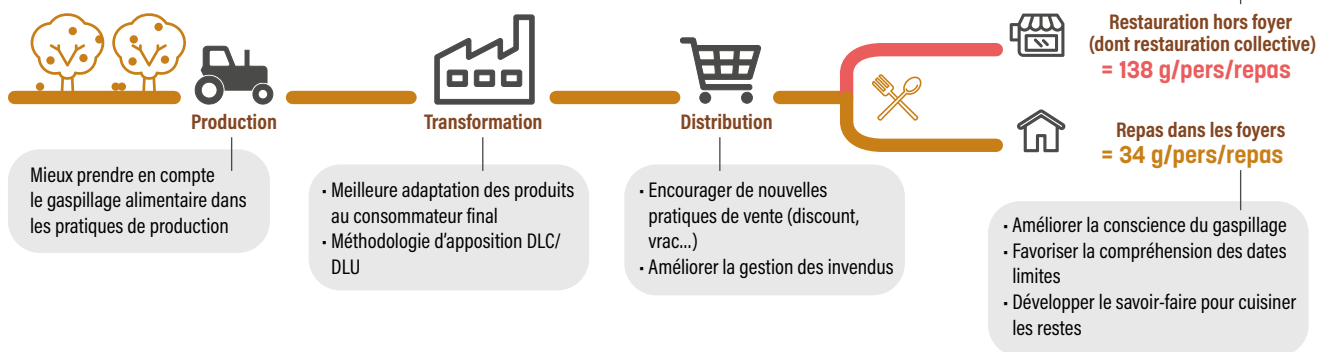 Restauration hors foyer
(dont restauration collective)
= 138 g/pers/repas
Production
Transformation
Distribution
Repas dans les foyers
= 34 g/pers/repas
Mieux prendre en compte
le gaspillage alimentaire dans
les pratiques de production
• Meilleure adaptation des produits
au consommateur final
• Méthodologie d'apposition DLC/
DLU
• Encourager de nouvelles
pratiques de vente (discount,
vrac...)
• Améliorer la gestion des invendus
• Améliorer la conscience du gaspillage
• Favoriser la compréhension des dates
limites
• Développer le savoir-faire pour cuisiner
les restes